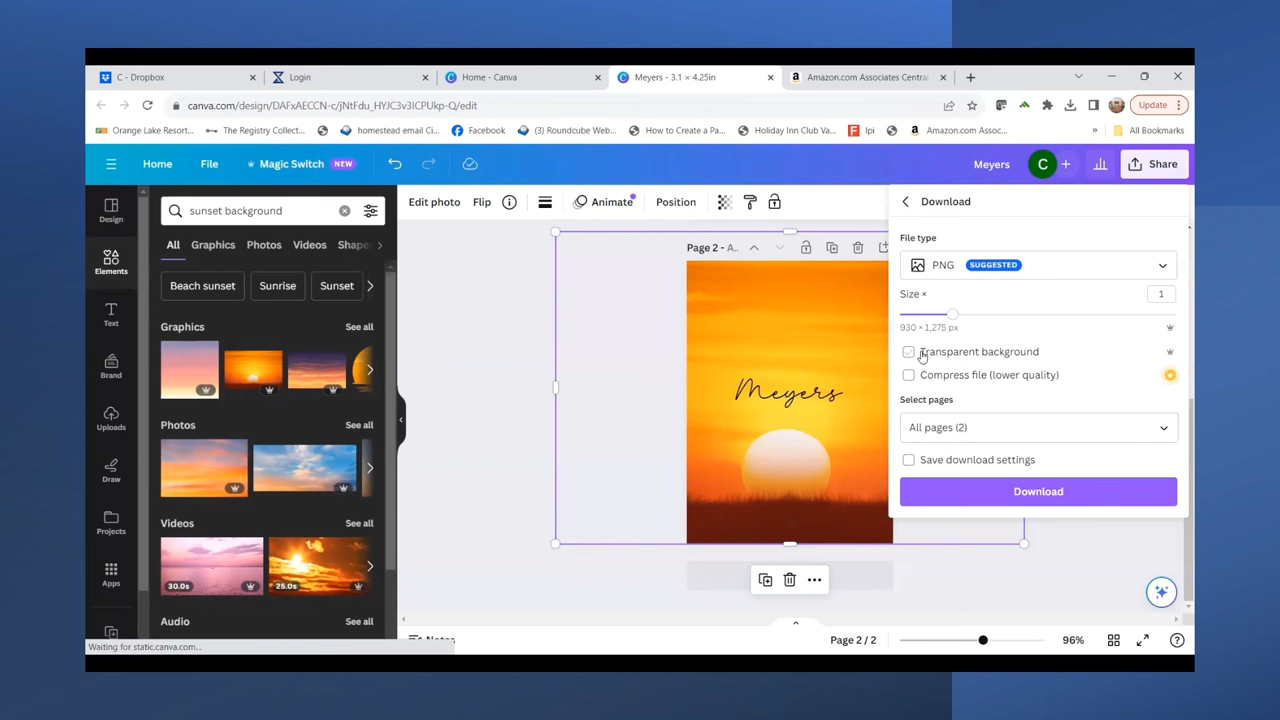 C - Dropbox
Login
Home - Canva
Meyers - 3.1 × 4.25in
Amazon.com Associates Central
canva.com/design/DAFxAECCN-c/jNtFdu_HYJC3v3ICPUkp-Q/edit
Update
Orange Lake Resort...
The Registry Collect...
homestead email Ci...
Facebook
(3) Roundcube Web...
How to Create a Pa...
Holiday Inn Club Va...
Ipi
Amazon.com Assoc...
»
All Bookmarks
Home
File
Magic Switch
NEW
Meyers
C
Share
Design
Elements
Text
Brand
Uploads
Draw
Projects
Apps
sunset background
All
Graphics
Photos
Videos
Shape
Beach sunset
Sunrise
Sunset
Graphics
See all
Photos
See all
Videos
See all
30.0s
25.0s
Audio
See all
Edit photo
Flip
Animate
Position
Page 2 - A..
Meyers
Download
File type
PNG
SUGGESTED
Size ×
1
930 × 1,275 px
Transparent background
Compress file (lower quality)
Select pages
All pages (2)
Save download settings
Download
Page 2 / 2
96%
Waiting for static.canva.com...